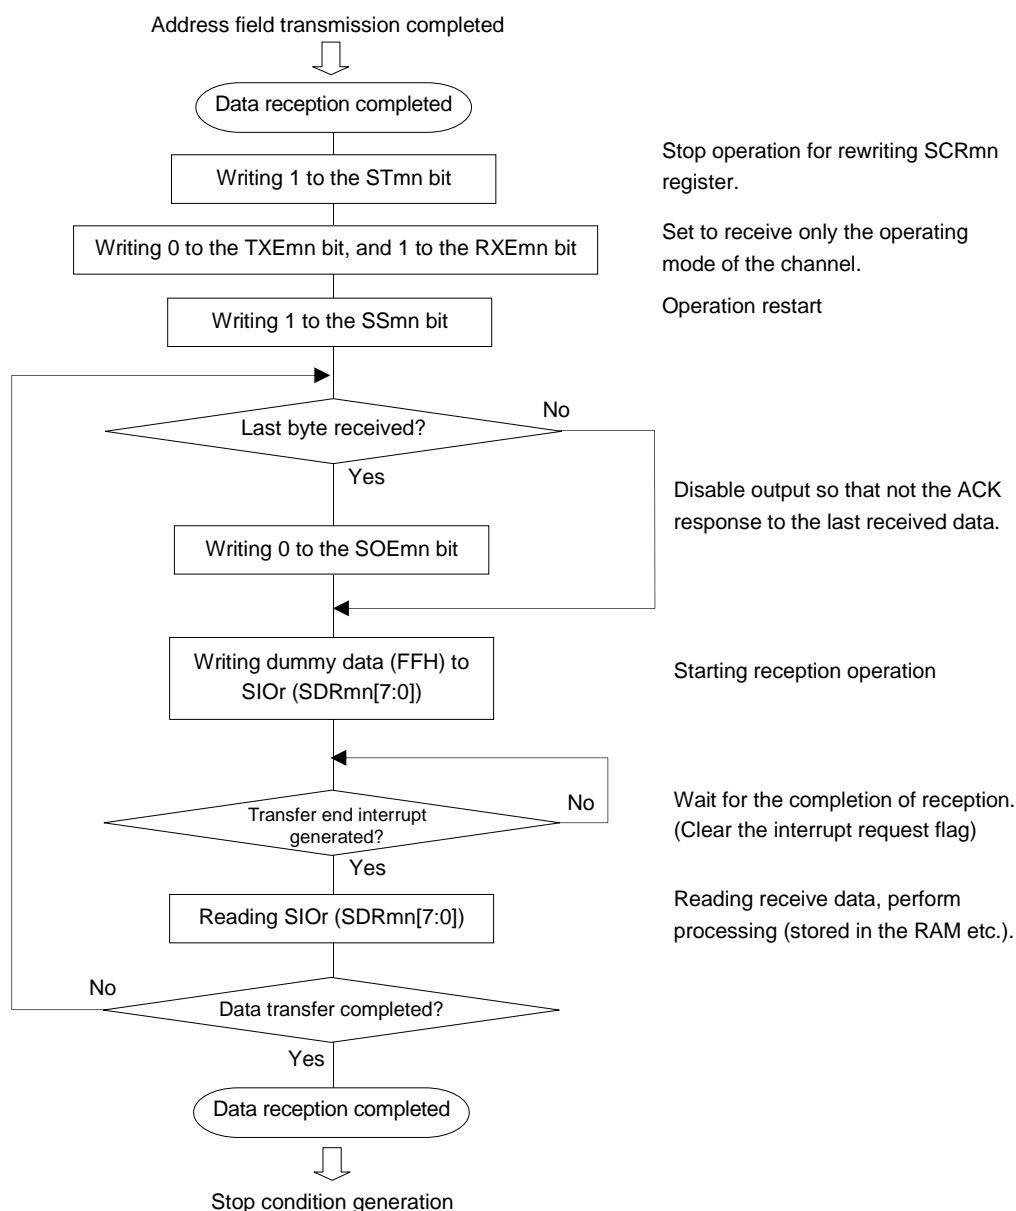 Address field transmission completed
Data reception completed
Stop operation for rewriting SCRmn
register.
Writing 1 to the STmn bit
Writing 0 to the TXEmn bit, and 1 to the RXEmn bit
Set to receive only the operating
mode of the channel.
Writing 1 to the SSmn bit
Operation restart
Last byte received?
No
Yes
Disable output so that not the ACK
response to the last received data.
Writing 0 to the SOEmn bit
Writing dummy data (FFH) to
SIOr (SDRmn[7:0])
Starting reception operation
Transfer end interrupt
generated?
No
Wait for the completion of reception.
(Clear the interrupt request flag)
Yes
Reading SIOr (SDRmn[7:0])
Reading receive data, perform
processing (stored in the RAM etc.).
No
Data transfer completed?
Yes
Data reception completed
Stop condition generation